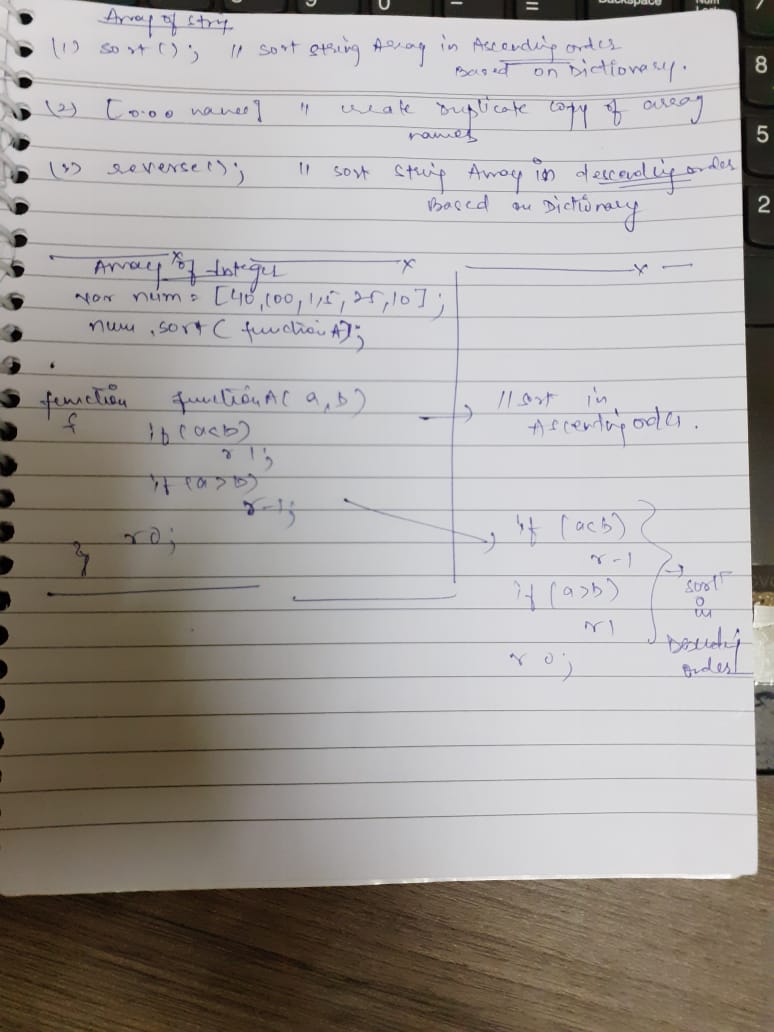 Array of Strig
(1) sort(); // sort string Array in Ascending order
Based on Dictionary.
(2) [... names] // create Duplicate copy of array
names
(3) reverse(); // sort String Array in descending order
Based on Dictionary
Array of Integer
var num = [40,100,1,5,25,10];
num.sort( functionA);
function functionA( a,b)
{ if (a<b)
r 1;
if (a>b)
r-1;
r 0;
}
// sort in
Ascending order.
if (a<b)
r-1
if (a>b)
r 1
r 0;
sort
in
order
Backspace
Num
8
5
2